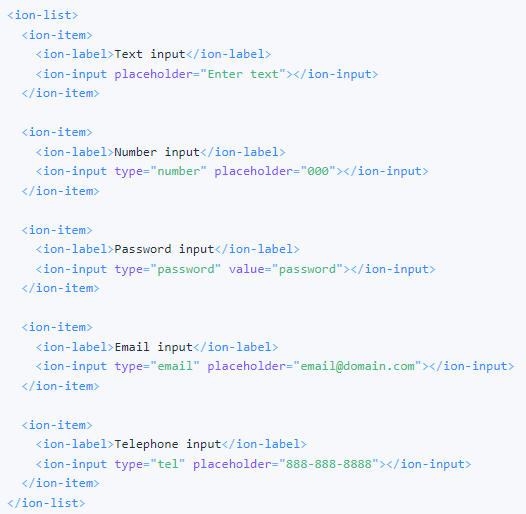 <ion-list>
  <ion-item>
    <ion-label>Text input</ion-label>
    <ion-input placeholder="Enter text"></ion-input>
  </ion-item>

  <ion-item>
    <ion-label>Number input</ion-label>
    <ion-input type="number" placeholder="000"></ion-input>
  </ion-item>

  <ion-item>
    <ion-label>Password input</ion-label>
    <ion-input type="password" value="password"></ion-input>
  </ion-item>

  <ion-item>
    <ion-label>Email input</ion-label>
    <ion-input type="email" placeholder="email@domain.com"></ion-input>
  </ion-item>

  <ion-item>
    <ion-label>Telephone input</ion-label>
    <ion-input type="tel" placeholder="888-888-8888"></ion-input>
  </ion-item>
</ion-list>